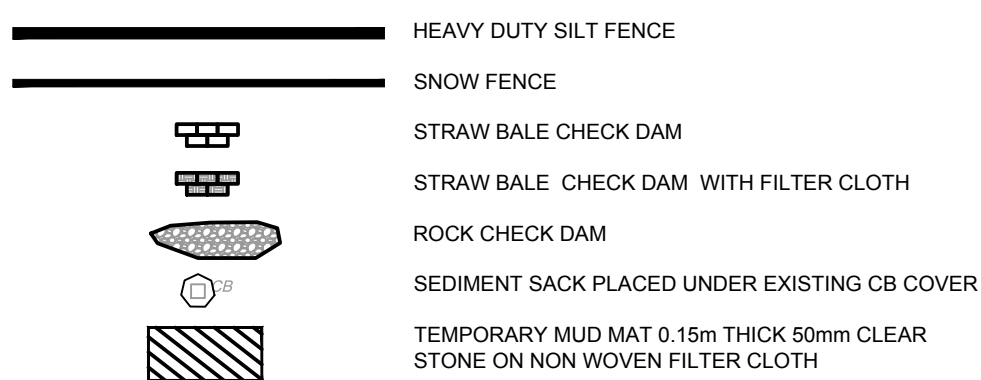 HEAVY DUTY SILT FENCE
SNOW FENCE
STRAW BALE CHECK DAM
STRAW BALE CHECK DAM WITH FILTER CLOTH
ROCK CHECK DAM
CB SEDIMENT SACK PLACED UNDER EXISTING CB COVER
TEMPORARY MUD MAT 0.15m THICK 50mm CLEAR
STONE ON NON WOVEN FILTER CLOTH